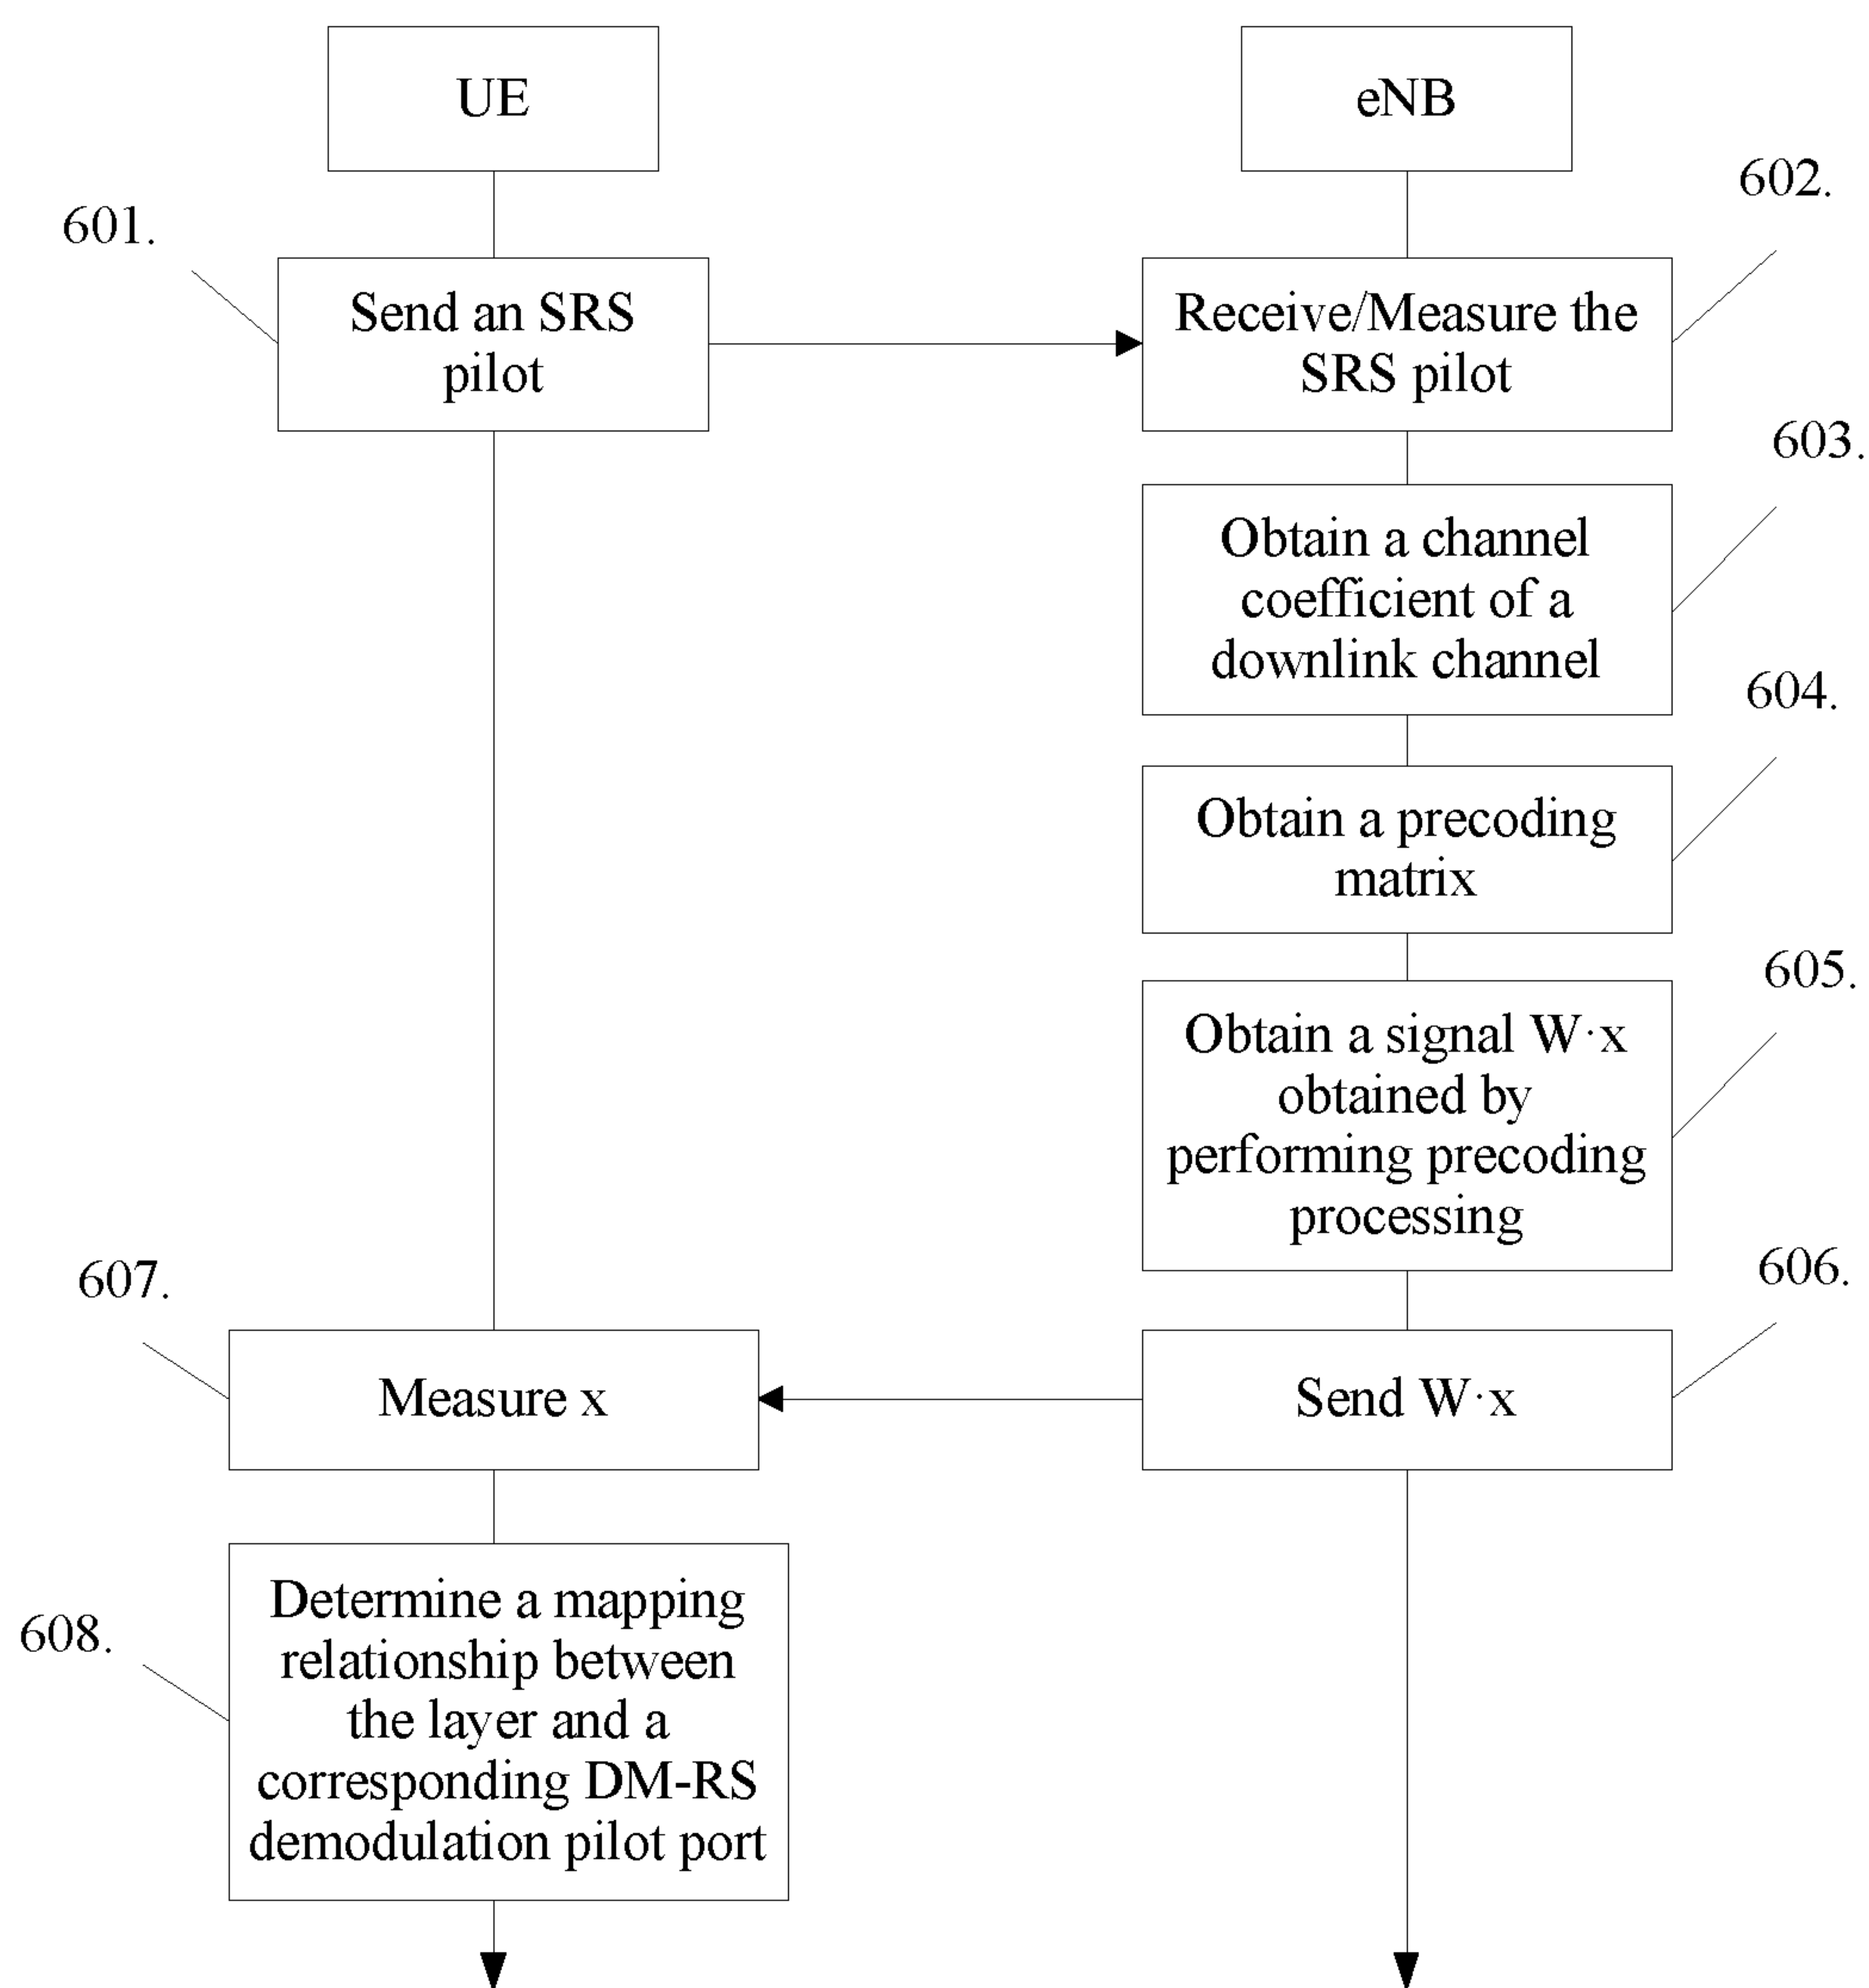 UE
eNB
601.
602.
Send an SRS
pilot
Receive/Measure the
SRS pilot
603.
Obtain a channel
coefficient of a
downlink channel
604.
Obtain a precoding
matrix
605.
Obtain a signal W·x
obtained by
performing precoding
processing
606.
607.
Measure x
Send W·x
608.
Determine a mapping
relationship between
the layer and a
corresponding DM-RS
demodulation pilot port